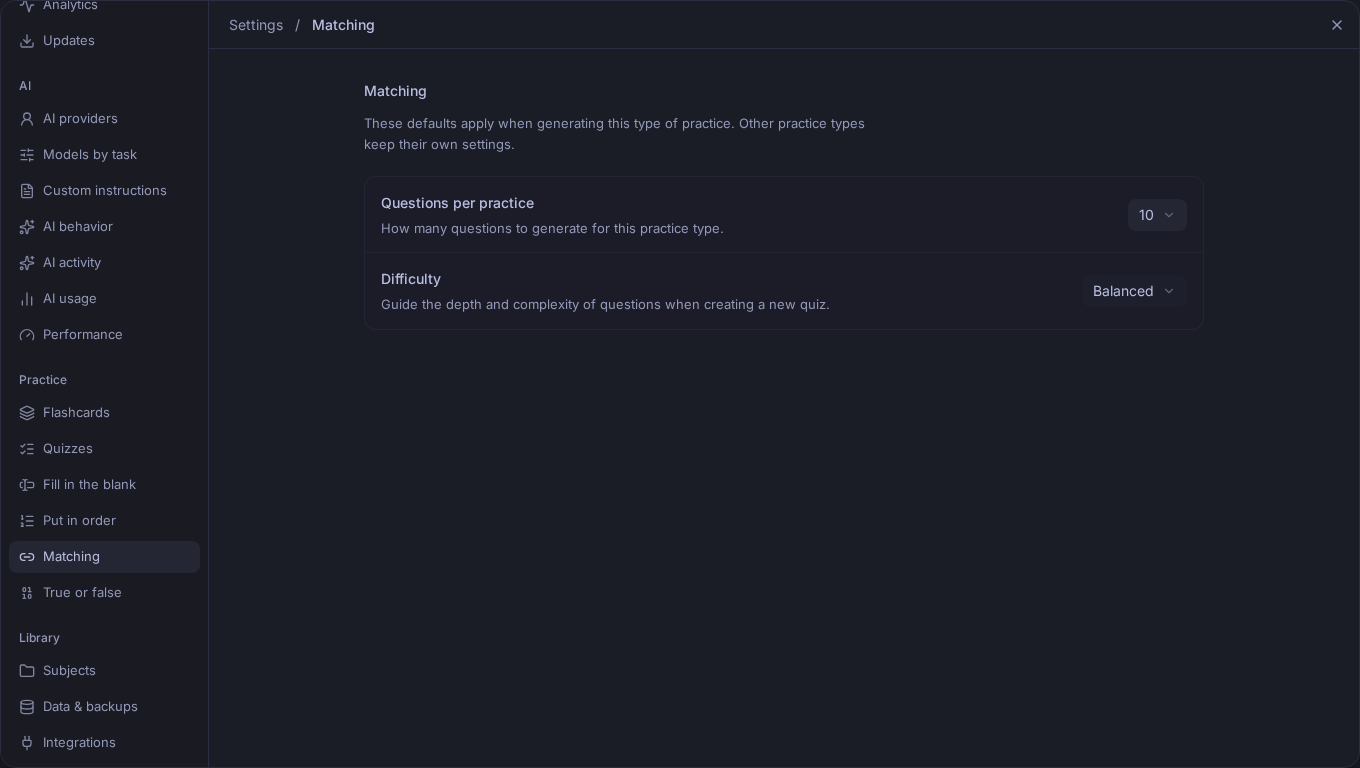 Analytics
Updates
AI
AI providers
Models by task
Custom instructions
AI behavior
AI activity
AI usage
Performance
Practice
Flashcards
Quizzes
Fill in the blank
Put in order
Matching
True or false
Library
Subjects
Data & backups
Integrations
Settings / Matching
Matching
These defaults apply when generating this type of practice. Other practice types
keep their own settings.
Questions per practice
How many questions to generate for this practice type.
10
Difficulty
Guide the depth and complexity of questions when creating a new quiz.
Balanced